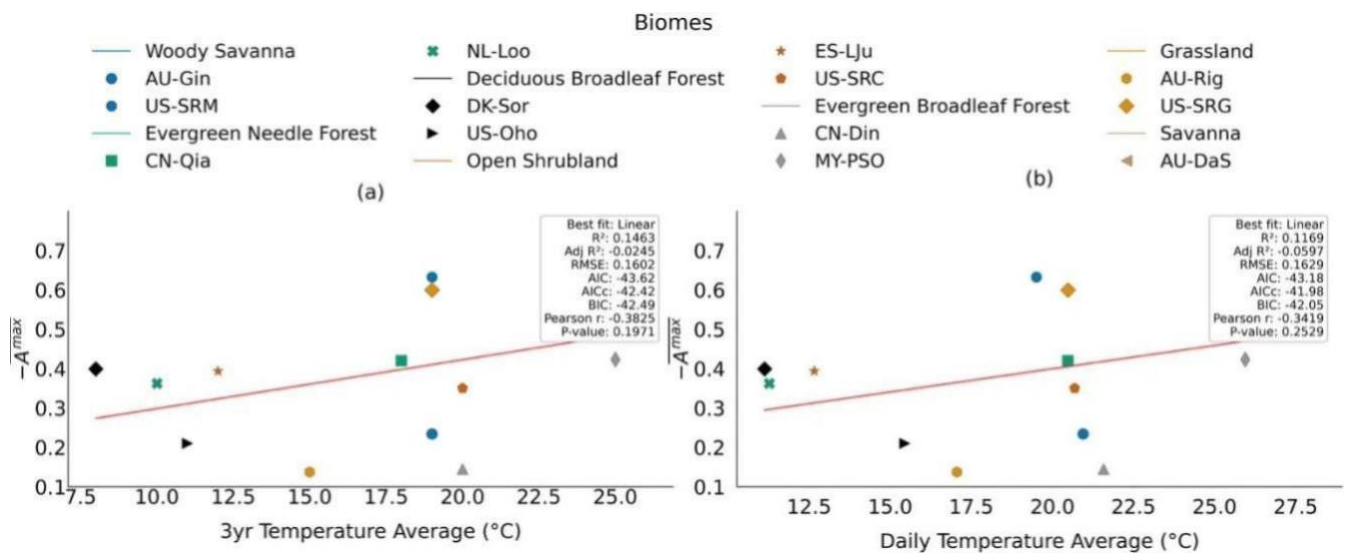 Biomes
Woody Savanna
AU-Gin
US-SRM
Evergreen Needle Forest
CN-Qia
NL-Loo
Deciduous Broadleaf Forest
DK-Sor
US-Oho
Open Shrubland
ES-LJu
US-SRC
Evergreen Broadleaf Forest
CN-Din
MY-PSO
Grassland
AU-Rig
US-SRG
Savanna
AU-DaS
(a)
Best fit: Linear
R²: 0.1463
Adj R²: -0.0245
RMSE: 0.1602
AIC: -43.62
AICc: -42.42
BIC: -42.49
Pearson r: -0.3825
P-value: 0.1971
0.7
0.6
0.5
0.4
0.3
0.2
0.1
−A^max
7.5 10.0 12.5 15.0 17.5 20.0 22.5 25.0
3yr Temperature Average (°C)
(b)
Best fit: Linear
R²: 0.1169
Adj R²: -0.0597
RMSE: 0.1629
AIC: -43.18
AICc: -41.98
BIC: -42.05
Pearson r: -0.3419
P-value: 0.2529
0.7
0.6
0.5
0.4
0.3
0.2
0.1
−A^max
12.5 15.0 17.5 20.0 22.5 25.0 27.5
Daily Temperature Average (°C)